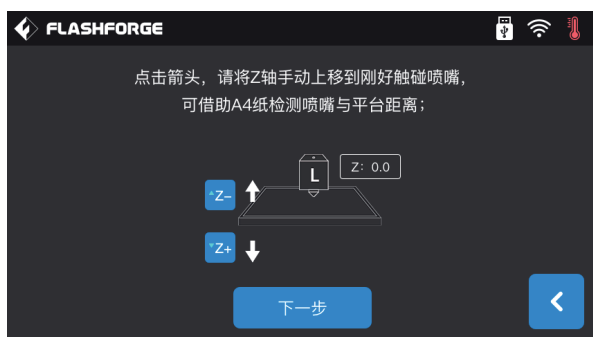 FLASHFORGE
点击箭头，请将Z轴手动上移到刚好触碰喷嘴，
可借助A4纸检测喷嘴与平台距离；
L
Z: 0.0
Z-
Z+
下一步